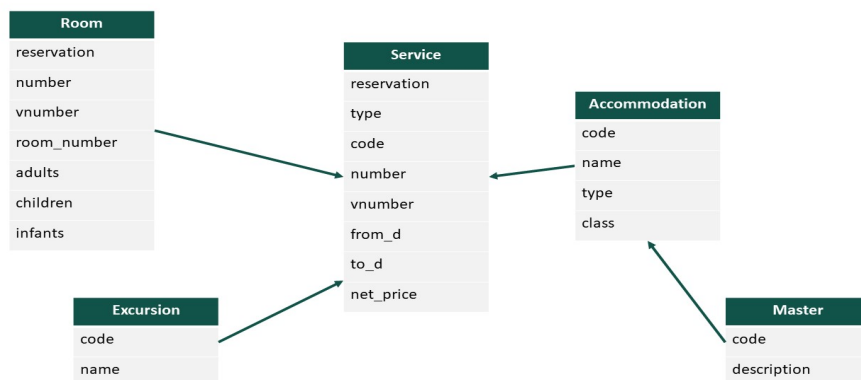 Room
reservation
number
vnumber
room_number
adults
children
infants
Service
reservation
type
code
number
vnumber
from_d
to_d
net_price
Accommodation
code
name
type
class
Excursion
code
name
Master
code
description